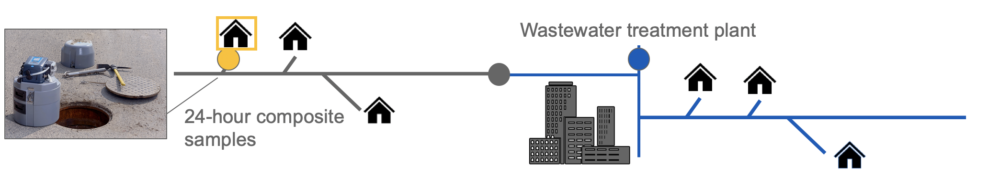 Wastewater treatment plant
24-hour composite
samples